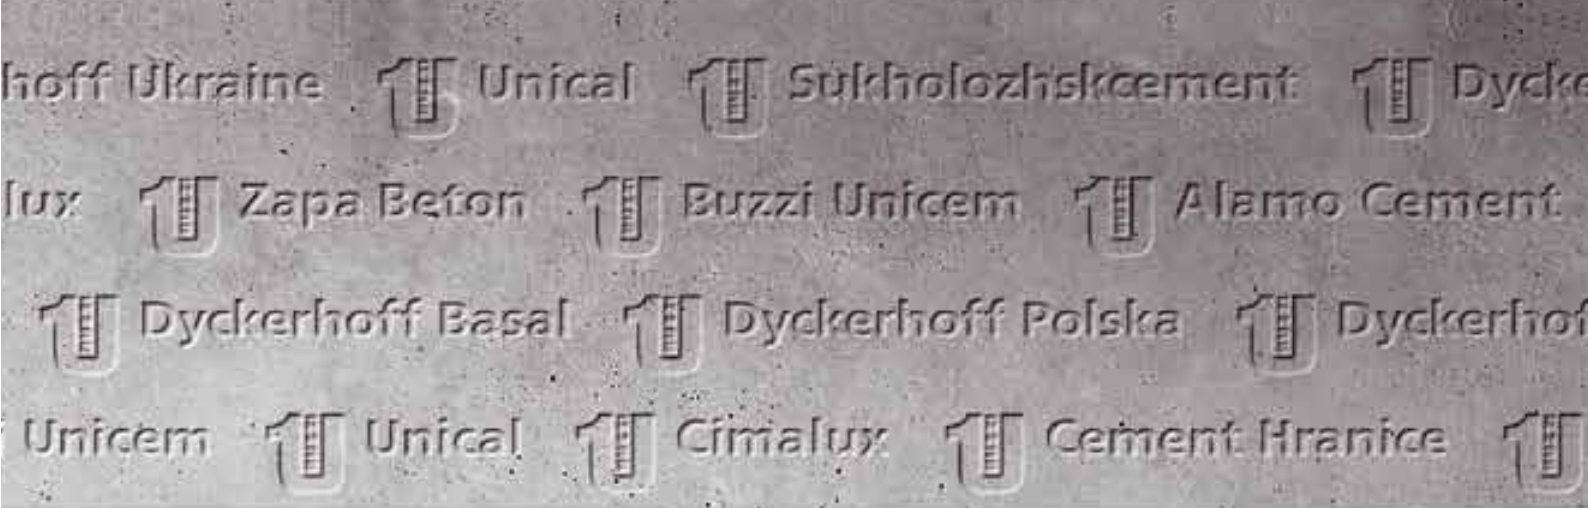 hoff Ukraine Unical Sukholozhskcement Dycke
lux Zapa Beton Buzzi Unicem Alamo Cement
Dyckerhoff Basal Dyckerhoff Polska Dyckerhof
Unicem Unical Cimalux Cement Hranice